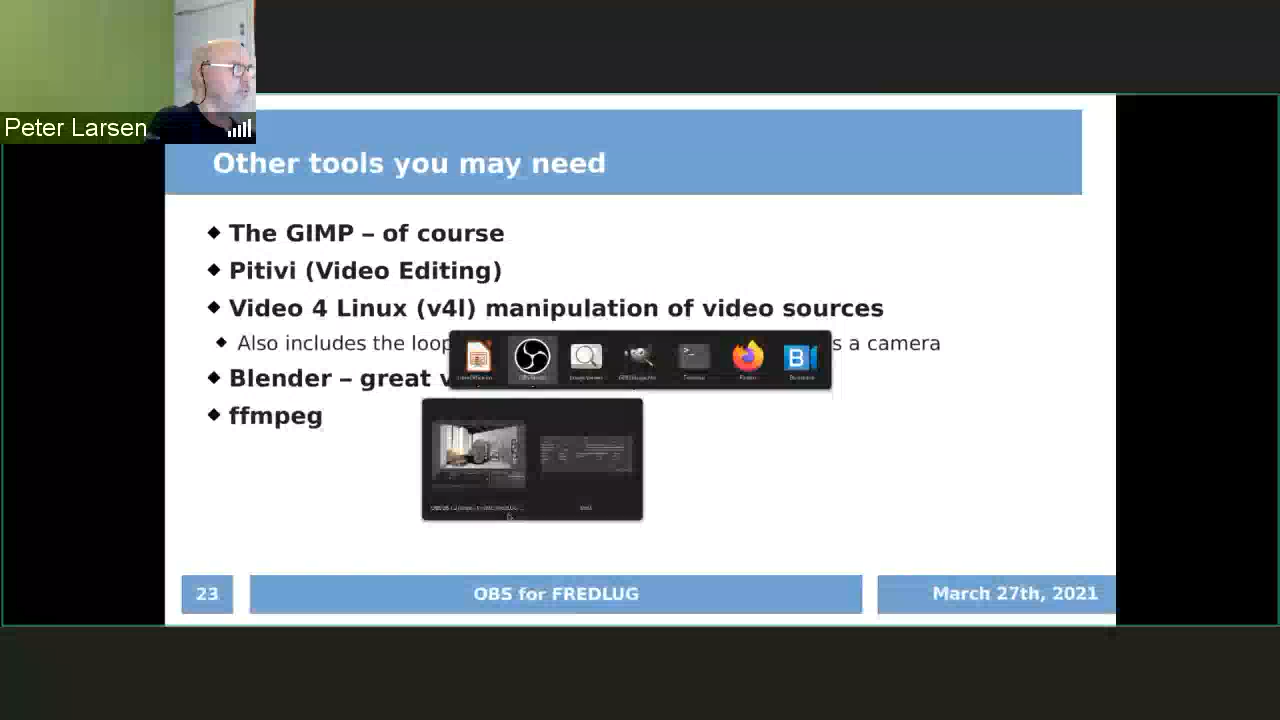 Peter Larsen
Other tools you may need
The GIMP – of course
Pitivi (Video Editing)
Video 4 Linux (v4l) manipulation of video sources
Also includes the loop s a camera
Blender – great v
ffmpeg
23
OBS for FREDLUG
March 27th, 2021